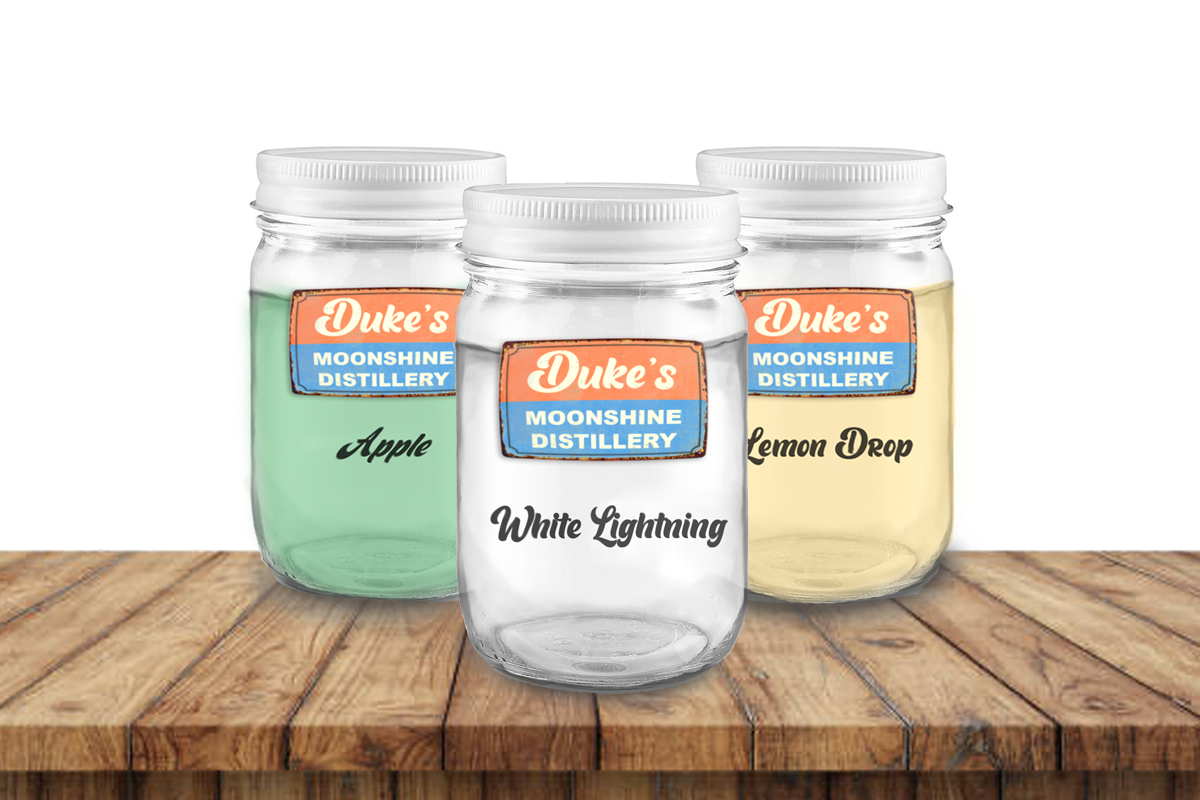 Duke's
MOONSHINE
DISTILLERY
Apple
Duke's
MOONSHINE
DISTILLERY
White Lightning
Duke's
MOONSHINE
DISTILLERY
Lemon Drop